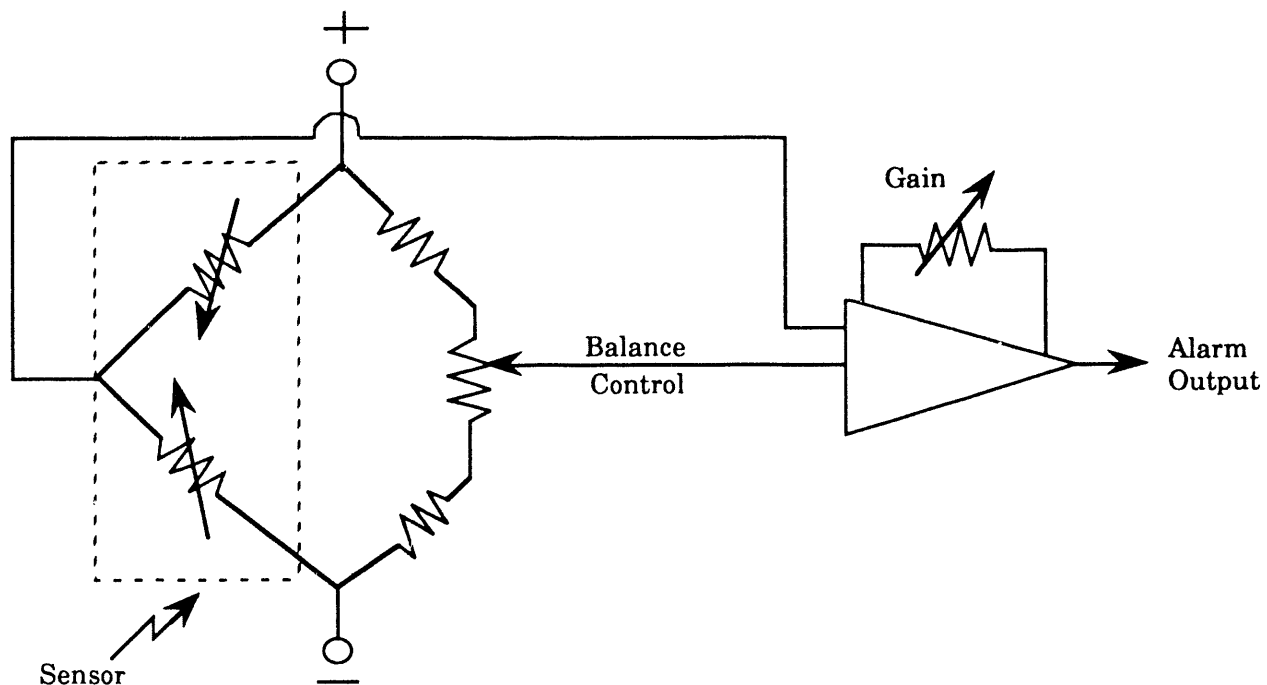 +
Gain
Balance
Control
Alarm
Output
Sensor
—